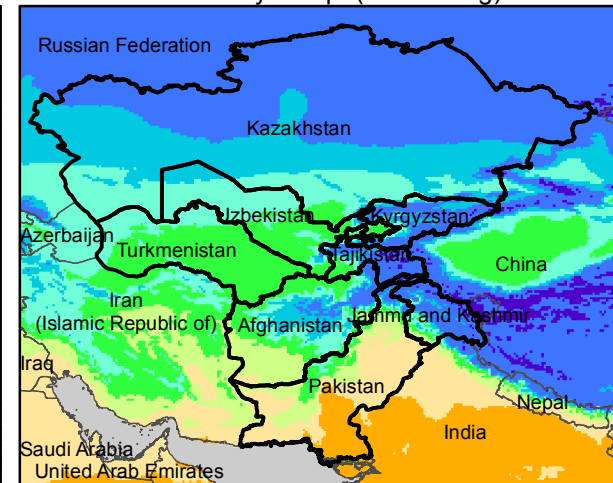 Russian Federation
Kazakhstan
Uzbekistan
Kyrgyzstan
Azerbaijan
Turkmenistan
Tajikistan
China
Iran
(Islamic Republic of)
Afghanistan
Jammu and Kashmir
Iraq
Pakistan
Nepal
India
Saudi Arabia
United Arab Emirates